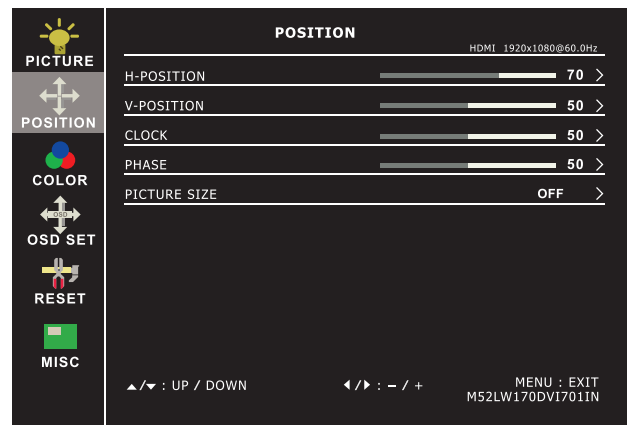 PICTURE
POSITION
COLOR
OSD
OSD SET
RESET
MISC
POSITION
HDMI 1920x1080@60.0Hz
H-POSITION 70
V-POSITION 50
CLOCK 50
PHASE 50
PICTURE SIZE OFF
▲/▼ : UP / DOWN ◀/▶ : – / + MENU : EXIT
M52LW170DVI701IN